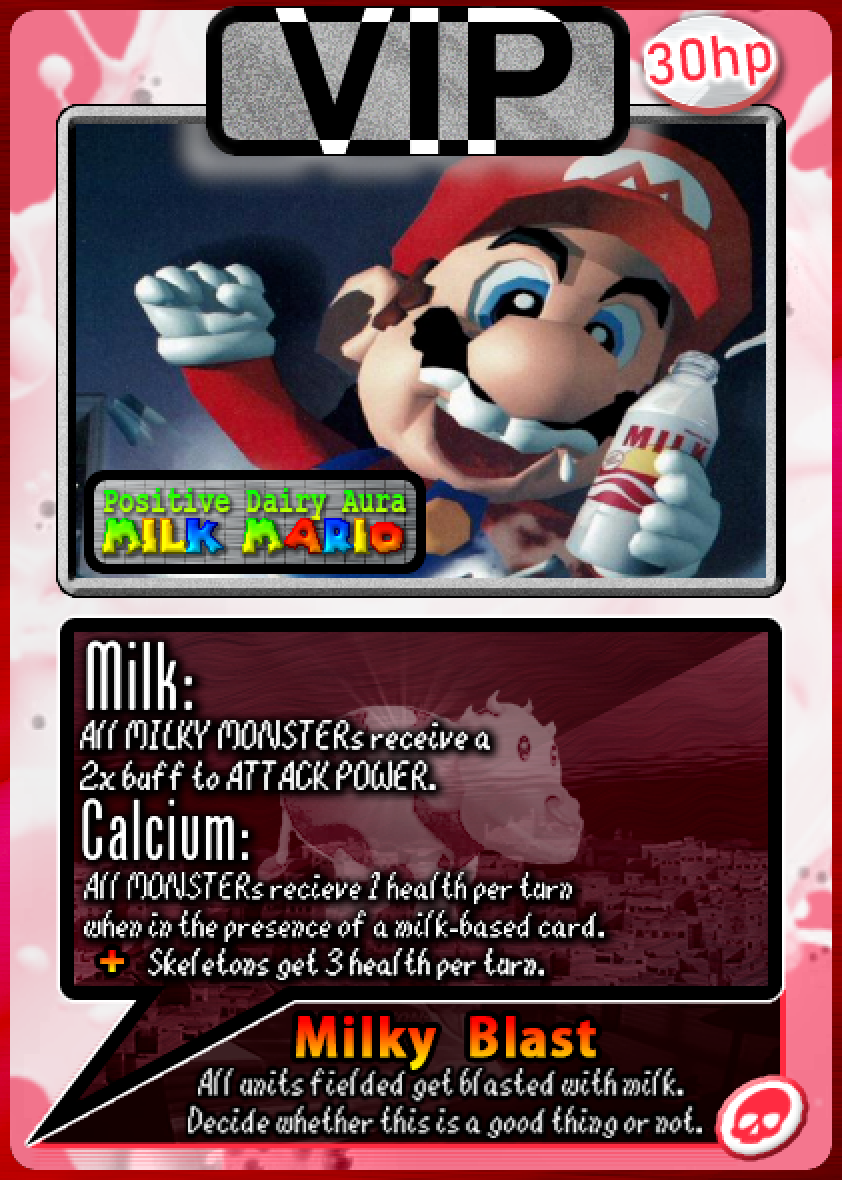 VIP
30hp
M
MILK
Positive Dairy Aura
MILK MARIO
Milk:
All MILKY MONSTERs receive a
2x buff to ATTACK POWER.
Calcium:
All MONSTERs recieve 1 health per turn
when in the presence of a milk-based card.
+ Skeletons get 3 health per turn.
Milky Blast
All units fielded get blasted with milk.
Decide whether this is a good thing or not.